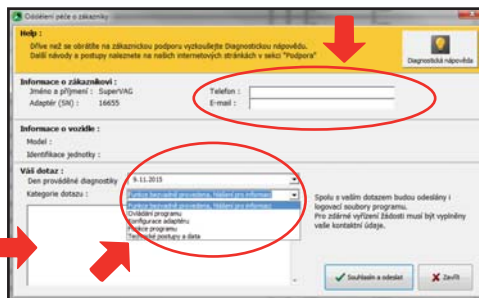 Oddělení péče o zákazníky
Help :
Dříve než se obrátíte na zákaznickou podporu vyzkoušejte Diagnostickou nápovědu.
Další návody a postupy naleznete na našich internetových stránkách v sekci "Podpora"
Diagnostická nápověda
Informace o zákazníkovi :
Jméno a příjmení : SuperVAG
Telefon :
Adaptér (SN) : 16655
E-mail :
Informace o vozidle :
Model :
Identifikace jednotky :
Váš dotaz :
Den prováděné diagnostiky
9.11.2015
Kategorie dotazu :
Funkce bezvadně provedena, hlášení pro informaci
Funkce bezvadně provedena, hlášení pro informaci
Ovládání programu
Konfigurace adaptéru
Funkce programu
Technické postupy a data
Spolu s vaším dotazem budou odeslány i
logovací soubory programu.
Pro zdárné vyřízení žádosti musí být vyplněny
vaše kontaktní údaje.
Souhlasím a odeslat
Zavřít